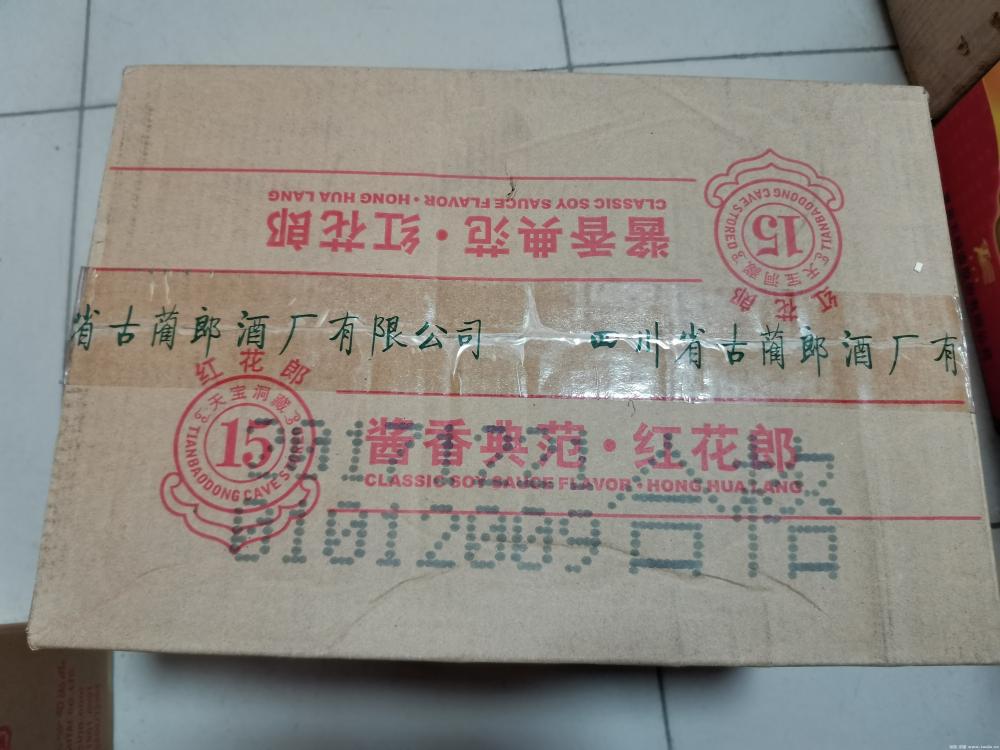 CLASSIC SOY SAUCE FLAVOR·HONG HUA LANG
酱香典范·红花郎
TIANBAODONG CAVE STORED
15
天宝洞藏
红花郎
省古蔺郎酒厂有限公司 四川省古蔺郎酒厂有
红花郎
天宝洞藏
15
TIANBAODONG CAVE STORED
酱香典范·红花郎
CLASSIC SOY SAUCE FLAVOR·HONG HUA LANG
20171221
01012009 合格